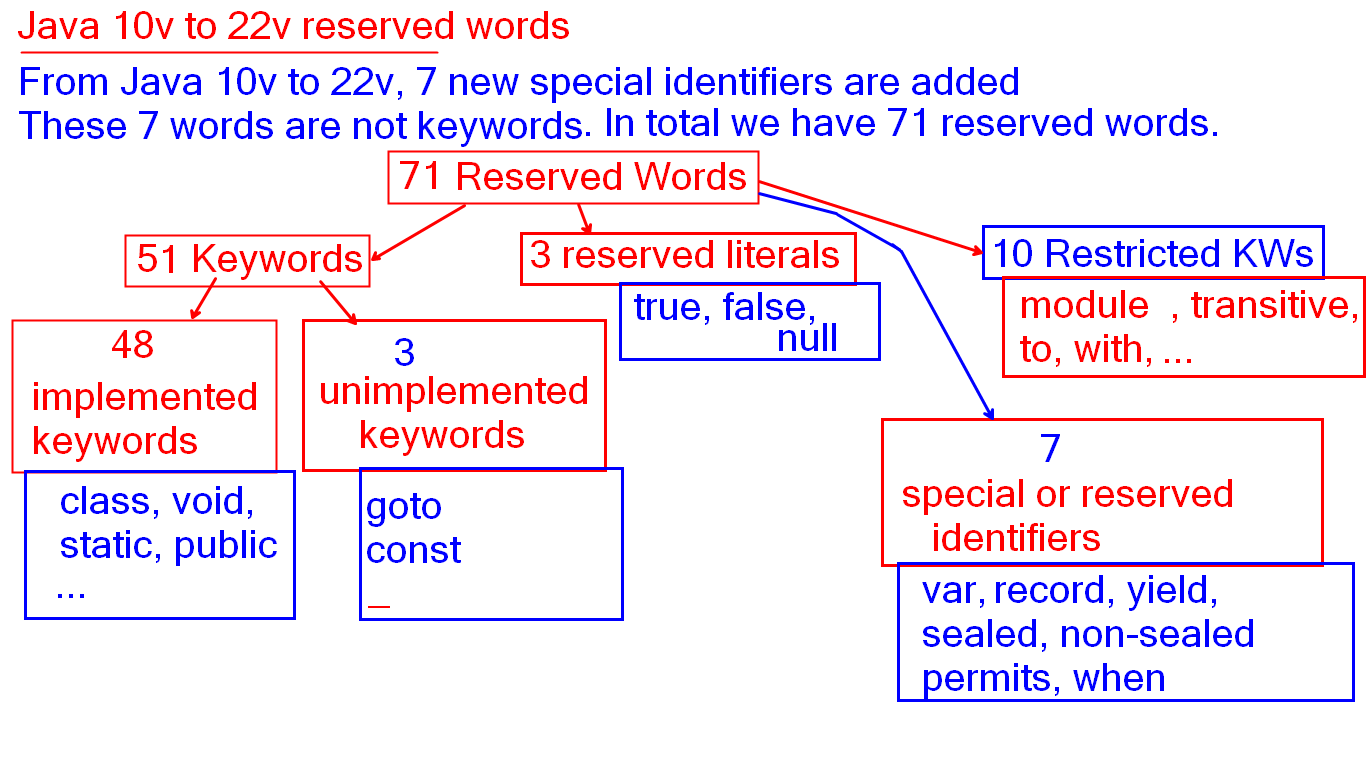 Java 10v to 22v reserved words
From Java 10v to 22v, 7 new special identifiers are added
These 7 words are not keywords. In total we have 71 reserved words.
71 Reserved Words
51 Keywords
3 reserved literals
true, false,
null
10 Restricted KWs
module , transitive,
to, with, ...
48
implemented
keywords
class, void,
static, public
...
3
unimplemented
keywords
goto
const
_
7
special or reserved
identifiers
var, record, yield,
sealed, non-sealed
permits, when